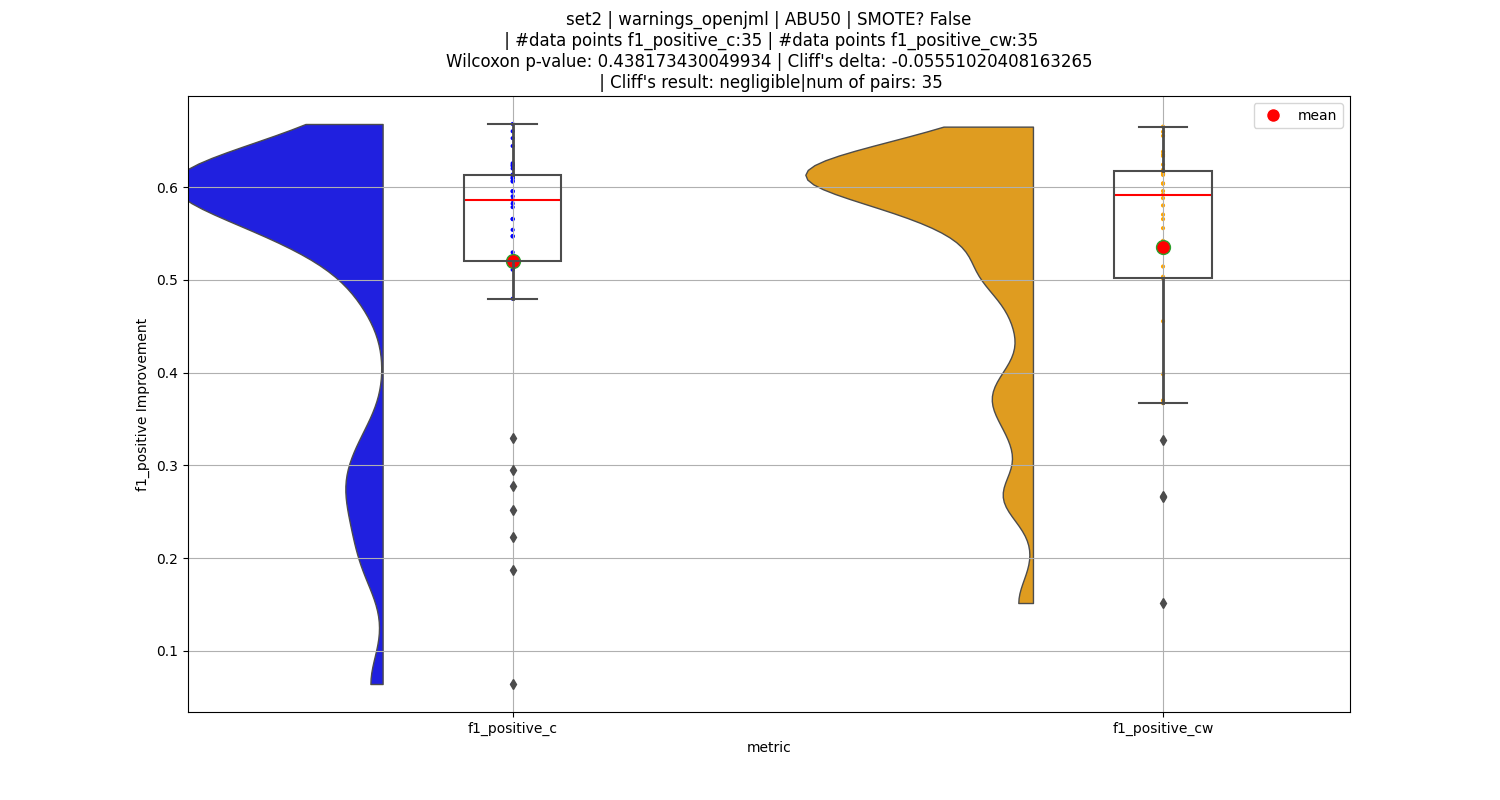 set2 | warnings_openjml | ABU50 | SMOTE? False
| #data points f1_positive_c:35 | #data points f1_positive_cw:35
Wilcoxon p-value: 0.438173430049934 | Cliff's delta: -0.05551020408163265
| Cliff's result: negligible|num of pairs: 35
mean
f1_positive Improvement
0.6
0.5
0.4
0.3
0.2
0.1
f1_positive_c
f1_positive_cw
metric